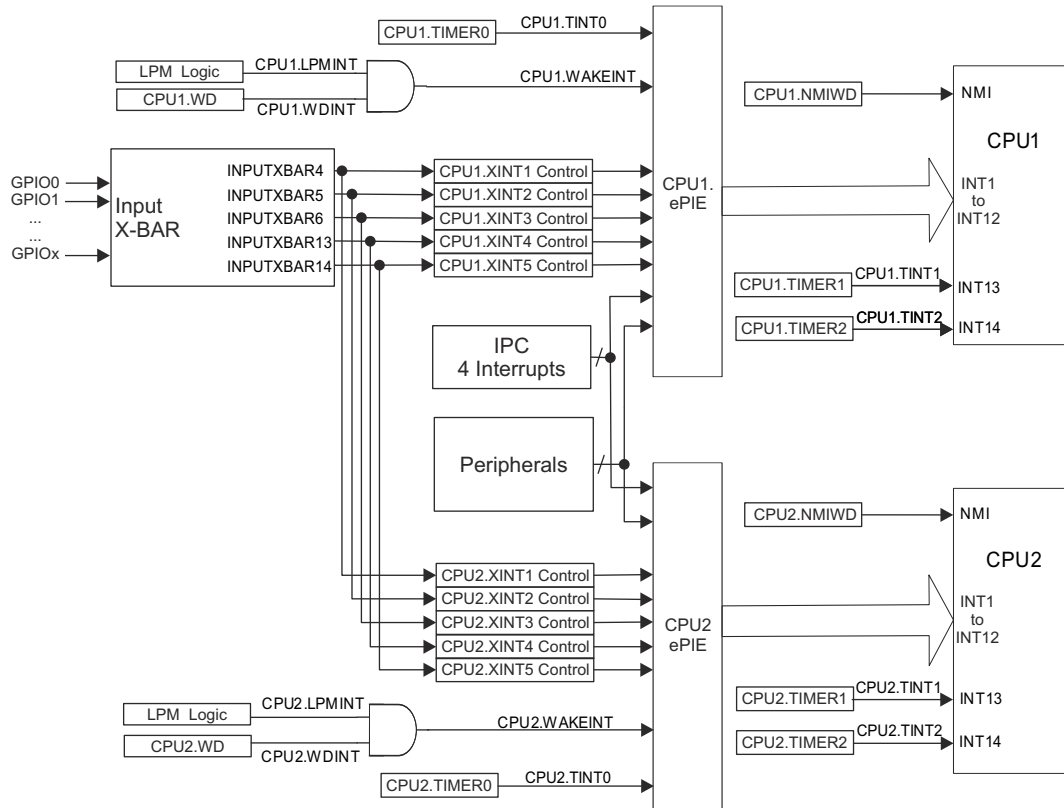 CPU1.TIMER0
CPU1.TINT0
LPM Logic
CPU1.LPMINT
CPU1.WD
CPU1.WDINT
CPU1.WAKEINT
GPIO0
GPIO1
...
...
GPIOx
Input
X-BAR
INPUTXBAR4
INPUTXBAR5
INPUTXBAR6
INPUTXBAR13
INPUTXBAR14
CPU1.XINT1 Control
CPU1.XINT2 Control
CPU1.XINT3 Control
CPU1.XINT4 Control
CPU1.XINT5 Control
CPU1.
ePIE
CPU1.NMIWD
NMI
CPU1
INT1
to
INT12
CPU1.TIMER1
CPU1.TINT1
INT13
CPU1.TIMER2
CPU1.TINT2
INT14
IPC
4 Interrupts
Peripherals
CPU2.XINT1 Control
CPU2.XINT2 Control
CPU2.XINT3 Control
CPU2.XINT4 Control
CPU2.XINT5 Control
CPU2
ePIE
CPU2.NMIWD
NMI
CPU2
INT1
to
INT12
CPU2.TIMER1
CPU2.TINT1
INT13
CPU2.TIMER2
CPU2.TINT2
INT14
LPM Logic
CPU2.LPMINT
CPU2.WD
CPU2.WDINT
CPU2.WAKEINT
CPU2.TIMER0
CPU2.TINT0